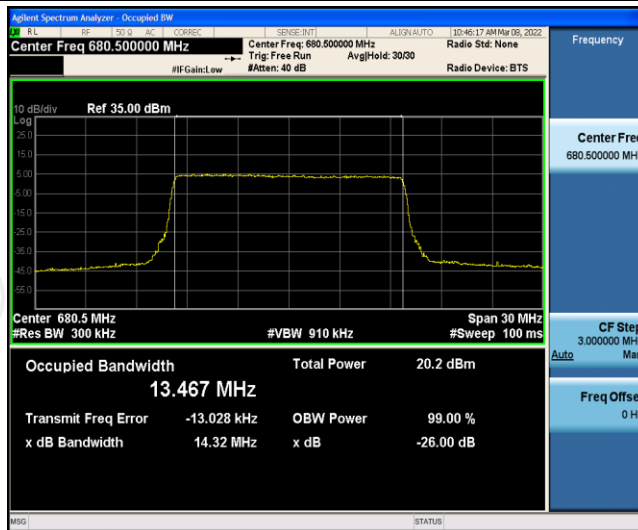 Agilent Spectrum Analyzer - Occupied BW
RL RF 50 Ω AC CORREC SENSE:INT ALIGN AUTO 10:46:17 AM Mar 08, 2022
Center Freq 680.500000 MHz
Center Freq: 680.500000 MHz
Radio Std: None
Trig: Free Run Avg|Hold: 30/30
#IFGain:Low #Atten: 40 dB Radio Device: BTS
Frequency
10 dB/div Ref 35.00 dBm
Log
25.0
15.0
5.00
-5.00
-15.0
-25.0
-35.0
-45.0
-55.0
Center Fre
680.500000 MH
Center 680.5 MHz Span 30 MHz
#Res BW 300 kHz #VBW 910 kHz #Sweep 100 ms
CF Step
3.000000 MH
Auto Ma
Occupied Bandwidth Total Power 20.2 dBm
13.467 MHz
Transmit Freq Error -13.028 kHz OBW Power 99.00 %
x dB Bandwidth 14.32 MHz x dB -26.00 dB
Freq Offse
0 H
MSG STATUS